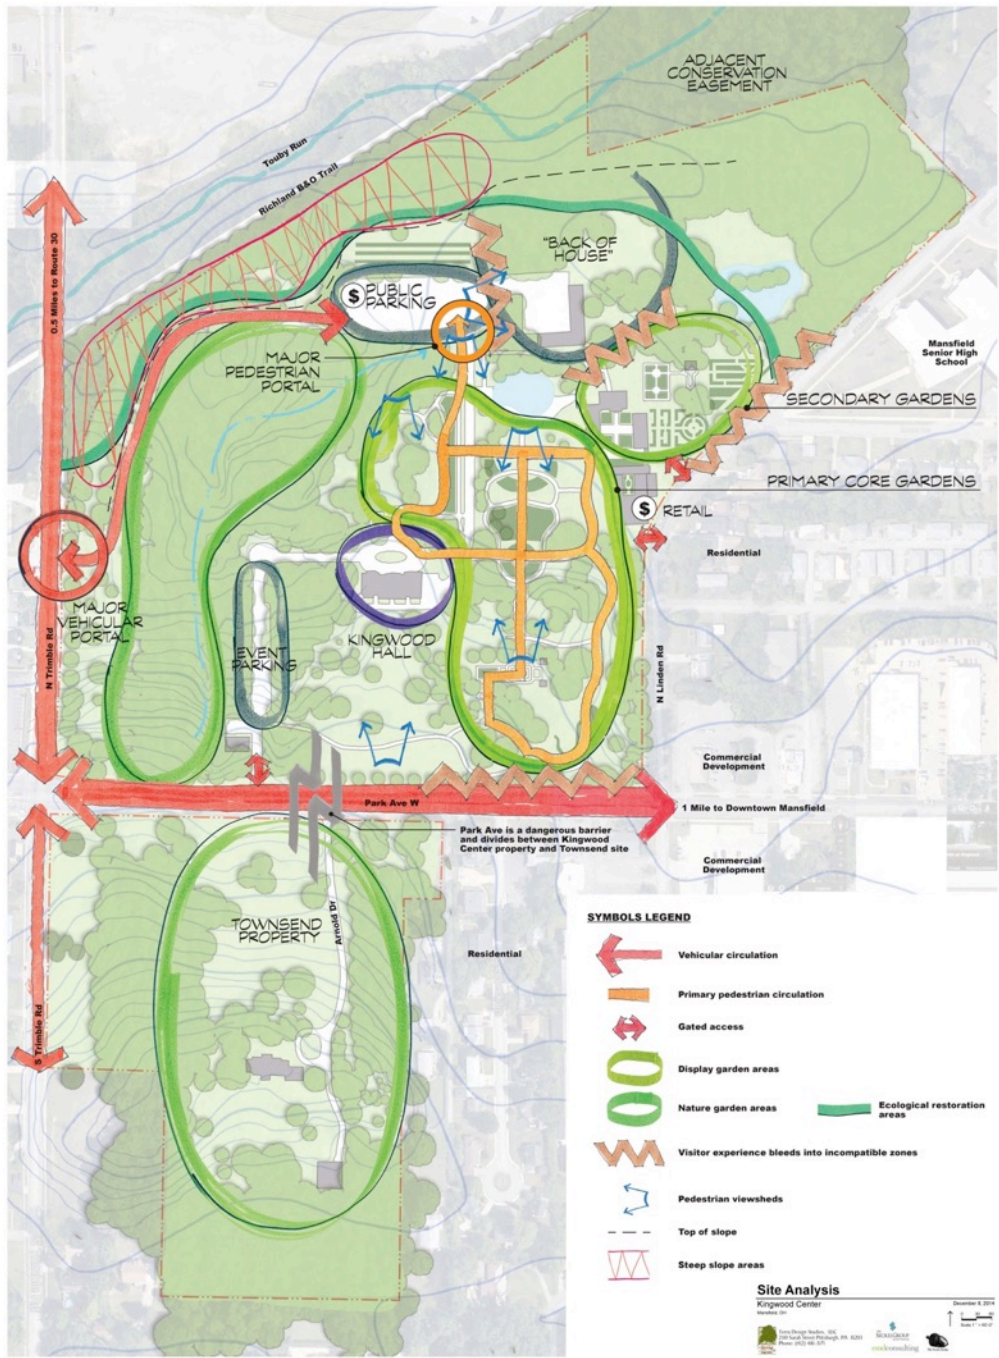 ADJACENT
CONSERVATION
EASEMENT
Touby Run
Richland B&O Trail
0.5 Miles to Route 30
"BACK OF
HOUSE"
$ PUBLIC
PARKING
MAJOR
PEDESTRIAN
PORTAL
Mansfield
Senior High
School
SECONDARY GARDENS
PRIMARY CORE GARDENS
$ RETAIL
Residential
MAJOR
VEHICULAR
PORTAL
N Trimble Rd
KINGWOOD
HALL
EVENT
PARKING
N Linden Rd
Commercial
Development
Park Ave W
1 Mile to Downtown Mansfield
Park Ave is a dangerous barrier
and divides between Kingwood
Center property and Townsend site
Commercial
Development
TOWNSEND
PROPERTY
Arnold Dr
Residential
S Trimble Rd
SYMBOLS LEGEND
Vehicular circulation
Primary pedestrian circulation
Gated access
Display garden areas
Nature garden areas
Ecological restoration
areas
Visitor experience bleeds into incompatible zones
Pedestrian viewsheds
Top of slope
Steep slope areas
Site Analysis
Kingwood Center
Mansfield, OH
December 8, 2014